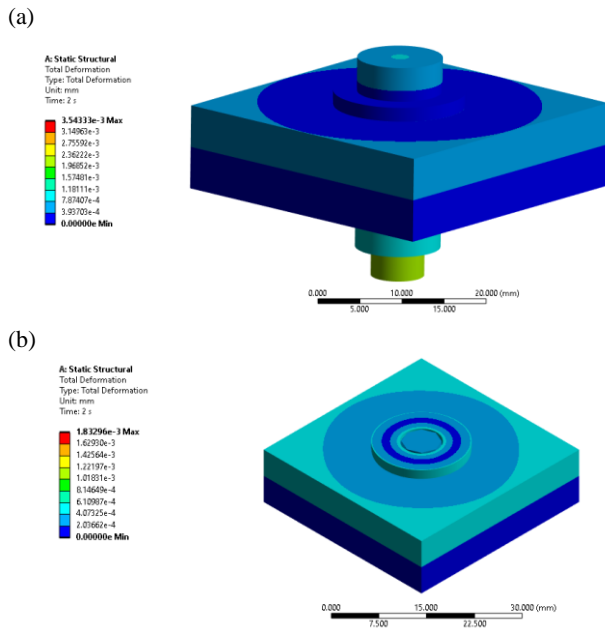 (a)
A: Static Structural
Total Deformation
Type: Total Deformation
Unit: mm
Time: 2 s
3.54333e-3 Max
3.14963e-3
2.75592e-3
2.36222e-3
1.96852e-3
1.57481e-3
1.18111e-3
7.87407e-4
3.93703e-4
0.00000e Min
0.000 10.000 20.000 (mm)
5.000 15.000
(b)
A: Static Structural
Total Deformation
Type: Total Deformation
Unit: mm
Time: 2 s
1.83296e-3 Max
1.62930e-3
1.42564e-3
1.22197e-3
1.01831e-3
8.14649e-4
6.10987e-4
4.07325e-4
2.03662e-4
0.00000e Min
0.000 15.000 30.000 (mm)
7.500 22.500